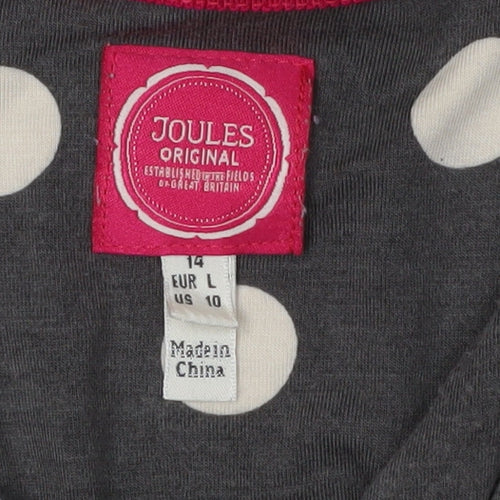 JOULES
ORIGINAL
ESTABLISHED IN THE FIELDS
OF GREAT BRITAIN
14
EUR L
US 10
Made in
China